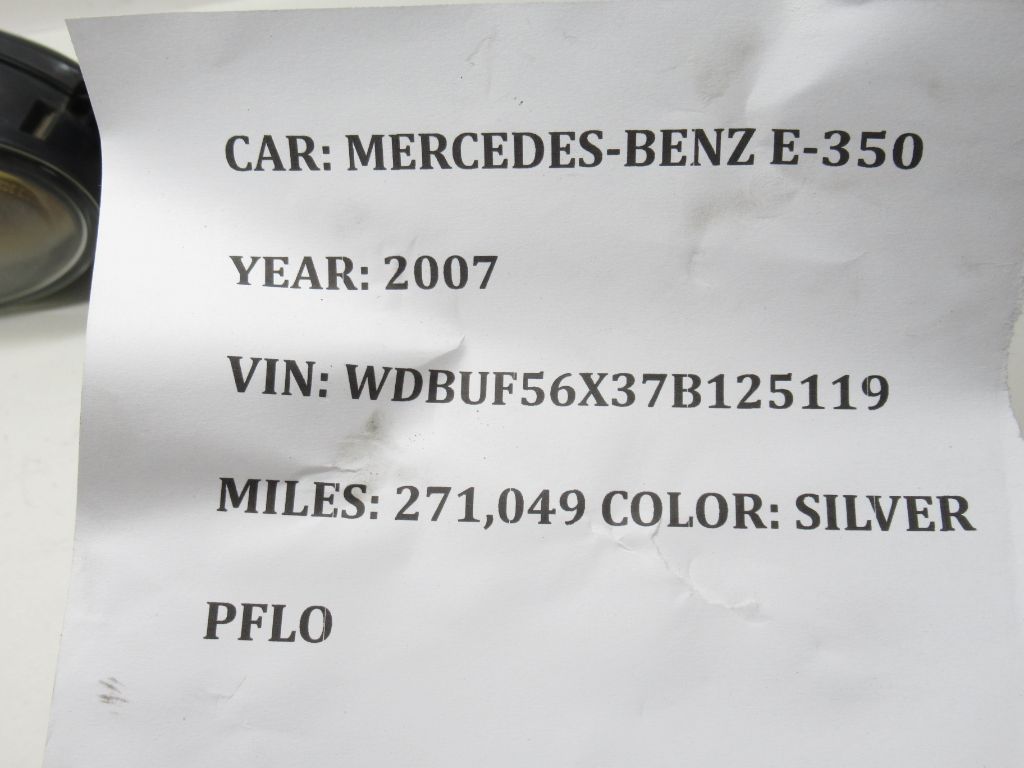 CAR: MERCEDES-BENZ E-350
YEAR: 2007
VIN: WDBUF56X37B125119
MILES: 271,049 COLOR: SILVER
PFLO